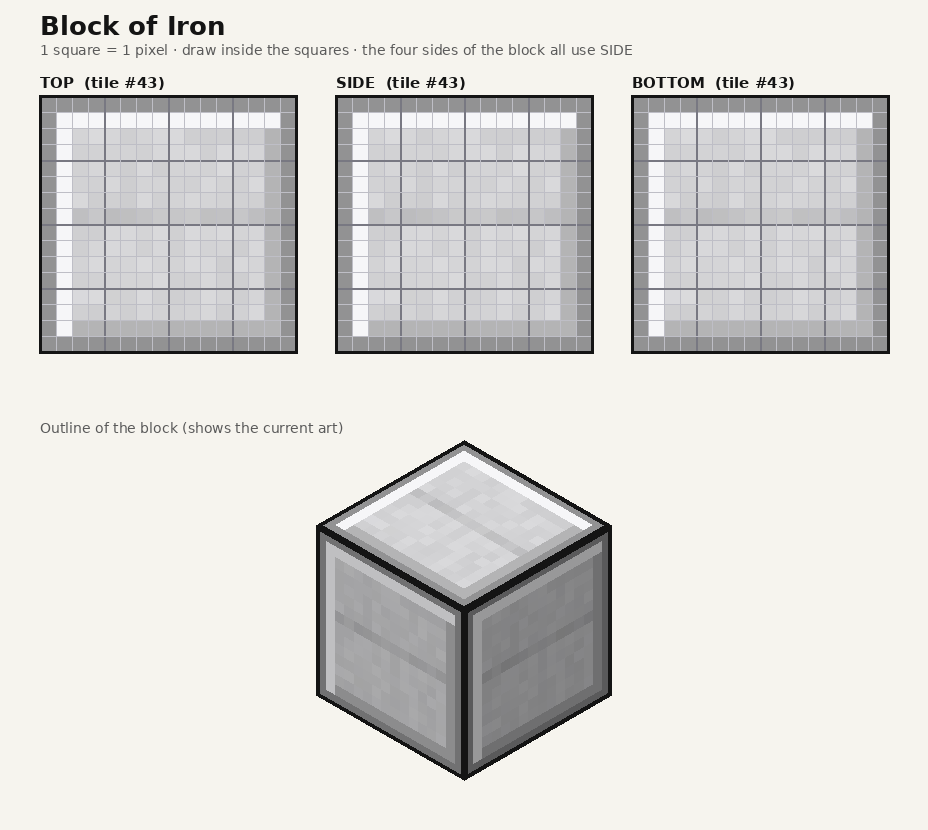 Block of Iron
1 square = 1 pixel · draw inside the squares · the four sides of the block all use SIDE
TOP (tile #43)
SIDE (tile #43)
BOTTOM (tile #43)
Outline of the block (shows the current art)